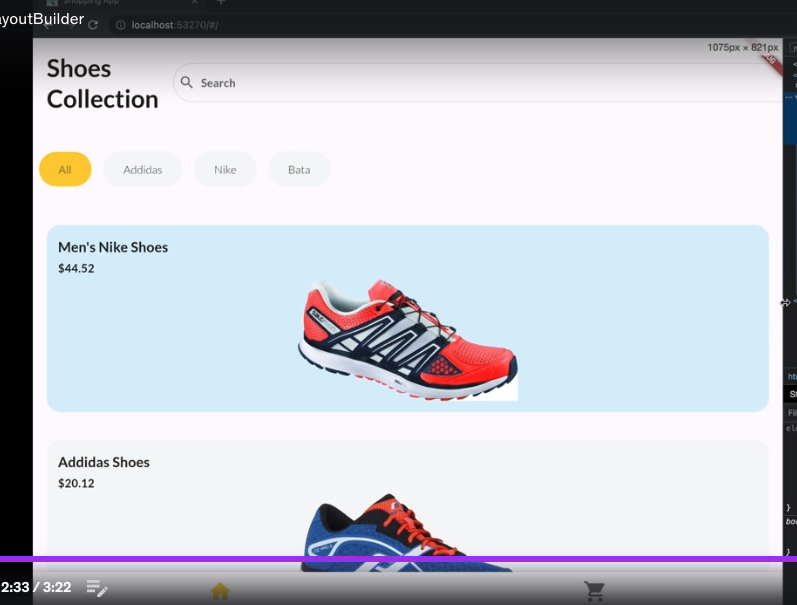 Shopping App
ayoutBuilder
localhost:53270/#/
1075px × 821px
Shoes
Collection
Search
All
Addidas
Nike
Bata
Men's Nike Shoes
$44.52
Addidas Shoes
$20.12
2:33 / 3:22